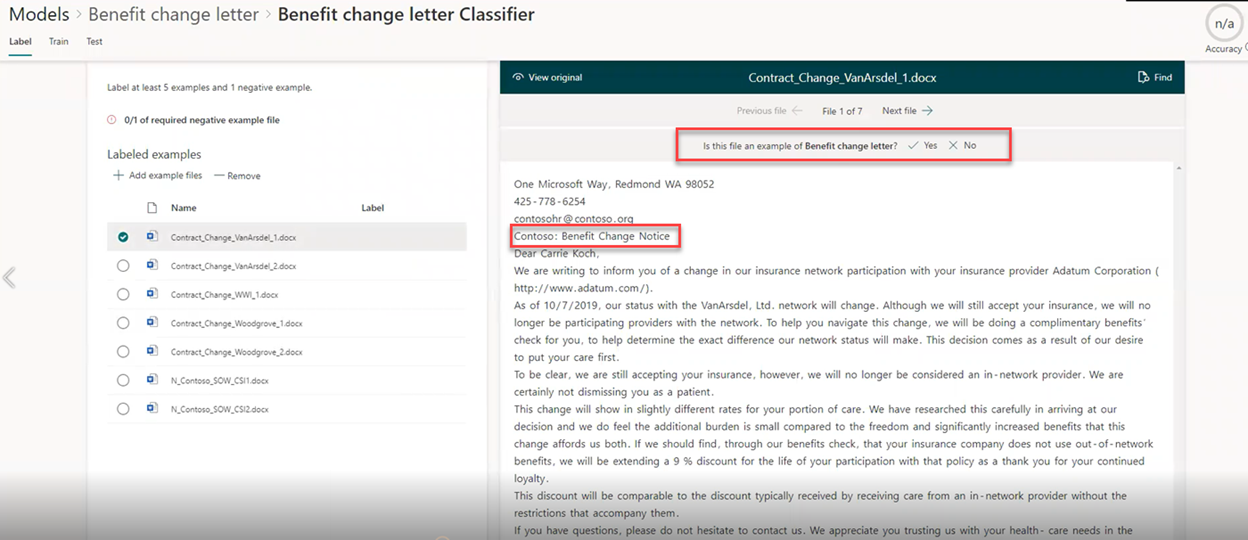 Models > Benefit change letter > Benefit change letter Classifier
n/a
Accuracy
Label Train Test
Label at least 5 examples and 1 negative example.
0/1 of required negative example file
Labeled examples
+ Add example files — Remove
Name Label
Contract_Change_VanArsdel_1.docx
Contract_Change_VanArsdel_2.docx
Contract_Change_WWI_1.docx
Contract_Change_Woodgrove_1.docx
Contract_Change_Woodgrove_2.docx
N_Contoso_SOW_CSI1.docx
N_Contoso_SOW_CSI2.docx
View original Contract_Change_VanArsdel_1.docx Find
Previous file ← File 1 of 7 Next file →
Is this file an example of Benefit change letter? ✓ Yes ✕ No
One Microsoft Way, Redmond WA 98052
425-778-6254
contosohr@contoso.org
Contoso: Benefit Change Notice
Dear Carrie Koch,
We are writing to inform you of a change in our insurance network participation with your insurance provider Adatum Corporation (
http://www.adatum.com/).
As of 10/7/2019, our status with the VanArsdel, Ltd. network will change. Although we will still accept your insurance, we will no
longer be participating providers with the network. To help you navigate this change, we will be doing a complimentary benefits'
check for you, to help determine the exact difference our network status will make. This decision comes as a result of our desire
to put your care first.
To be clear, we are still accepting your insurance, however, we will no longer be considered an in-network provider. We are
certainly not dismissing you as a patient.
This change will show in slightly different rates for your portion of care. We have researched this carefully in arriving at our
decision and we do feel the additional burden is small compared to the freedom and significantly increased benefits that this
change affords us both. If we should find, through our benefits check, that your insurance company does not use out-of-network
benefits, we will be extending a 9 % discount for the life of your participation with that policy as a thank you for your continued
loyalty.
This discount will be comparable to the discount typically received by receiving care from an in-network provider without the
restrictions that accompany them.
If you have questions, please do not hesitate to contact us. We appreciate you trusting us with your health- care needs in the